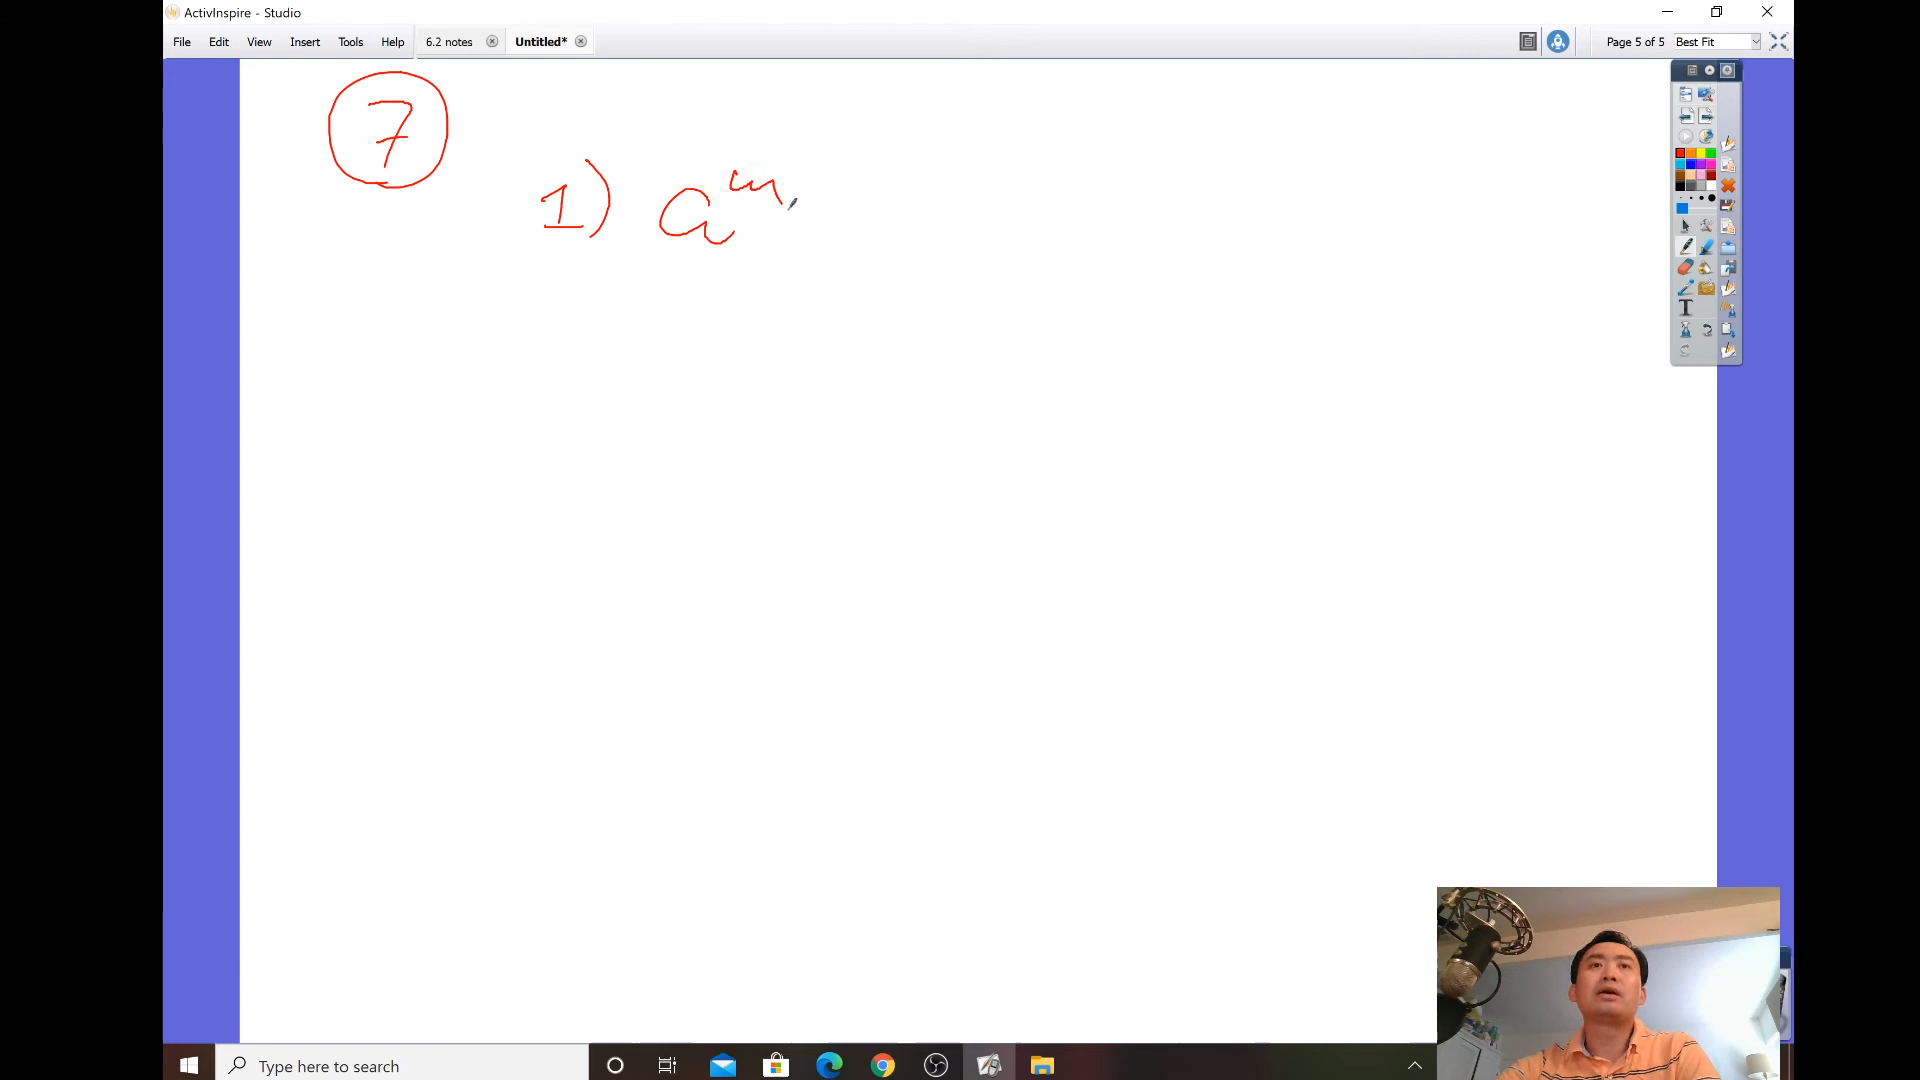 ActivInspire - Studio
File Edit View Insert Tools Help 6.2 notes Untitled* Page 5 of 5 Best Fit
7
1) a^m
T
Type here to search